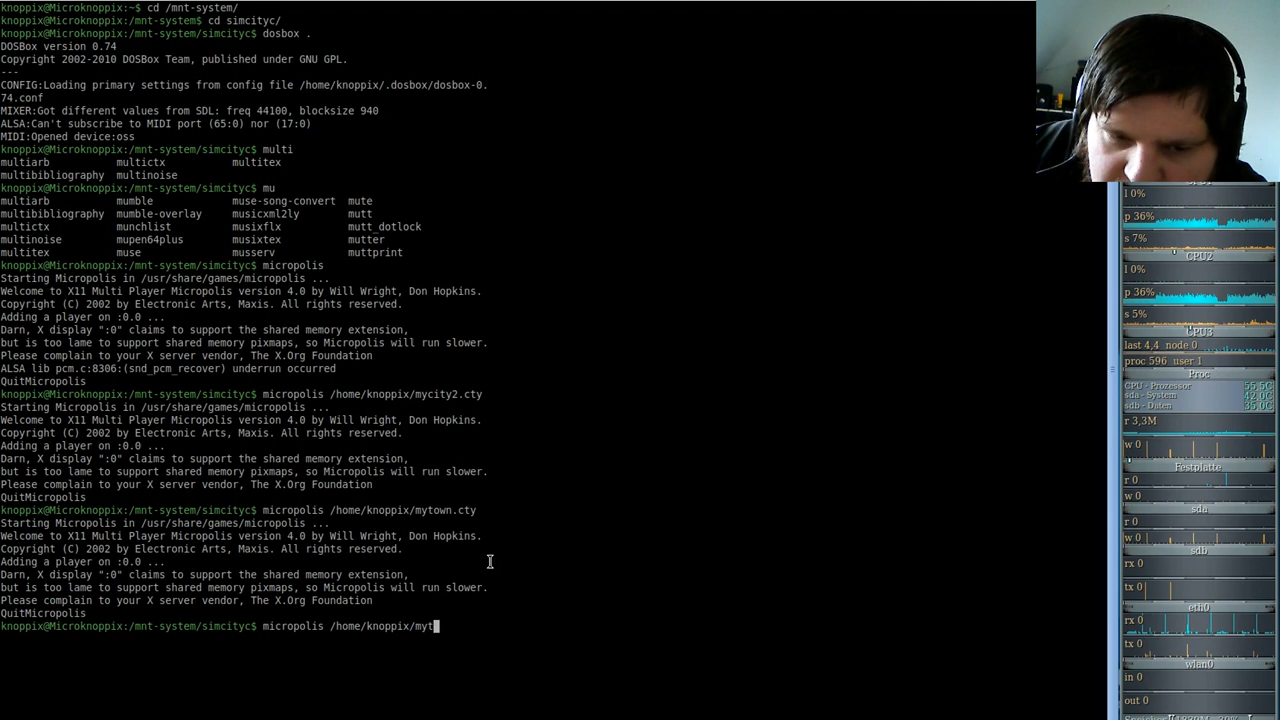 knoppix@Microknoppix:~$ cd /mnt-system/
knoppix@Microknoppix:/mnt-system$ cd simcityc/
knoppix@Microknoppix:/mnt-system/simcityc$ dosbox .
DOSBox version 0.74
Copyright 2002-2010 DOSBox Team, published under GNU GPL.
---
CONFIG:Loading primary settings from config file /home/knoppix/.dosbox/dosbox-0.
74.conf
MIXER:Got different values from SDL: freq 44100, blocksize 940
ALSA:Can't subscribe to MIDI port (65:0) nor (17:0)
MIDI:Opened device:oss
knoppix@Microknoppix:/mnt-system/simcityc$ multi
multiarb multictx multitex
multibibliography multinoise
knoppix@Microknoppix:/mnt-system/simcityc$ mu
multiarb mumble muse-song-convert mute
multibibliography mumble-overlay musicxml2ly mutt
multictx munchlist musixflx mutt_dotlock
multinoise mupen64plus musixtex mutter
multitex muse musserv muttprint
knoppix@Microknoppix:/mnt-system/simcityc$ micropolis
Starting Micropolis in /usr/share/games/micropolis ...
Welcome to X11 Multi Player Micropolis version 4.0 by Will Wright, Don Hopkins.
Copyright (C) 2002 by Electronic Arts, Maxis. All rights reserved.
Adding a player on :0.0 ...
Darn, X display ":0" claims to support the shared memory extension,
but is too lame to support shared memory pixmaps, so Micropolis will run slower.
Please complain to your X server vendor, The X.Org Foundation
ALSA lib pcm.c:8306:(snd_pcm_recover) underrun occurred
QuitMicropolis
knoppix@Microknoppix:/mnt-system/simcityc$ micropolis /home/knoppix/mycity2.cty
Starting Micropolis in /usr/share/games/micropolis ...
Welcome to X11 Multi Player Micropolis version 4.0 by Will Wright, Don Hopkins.
Copyright (C) 2002 by Electronic Arts, Maxis. All rights reserved.
Adding a player on :0.0 ...
Darn, X display ":0" claims to support the shared memory extension,
but is too lame to support shared memory pixmaps, so Micropolis will run slower.
Please complain to your X server vendor, The X.Org Foundation
QuitMicropolis
knoppix@Microknoppix:/mnt-system/simcityc$ micropolis /home/knoppix/mytown.cty
Starting Micropolis in /usr/share/games/micropolis ...
Welcome to X11 Multi Player Micropolis version 4.0 by Will Wright, Don Hopkins.
Copyright (C) 2002 by Electronic Arts, Maxis. All rights reserved.
Adding a player on :0.0 ...
Darn, X display ":0" claims to support the shared memory extension,
but is too lame to support shared memory pixmaps, so Micropolis will run slower.
Please complain to your X server vendor, The X.Org Foundation
QuitMicropolis
knoppix@Microknoppix:/mnt-system/simcityc$ micropolis /home/knoppix/myt
l 0%
p 36%
s 7%
CPU2
l 0%
p 36%
s 5%
CPU3
last 4,4 node 0
proc 596 user 1
Proc
CPU - Prozessor 55,5C
sda - System 42,0C
sdb - Daten 35,0C
r 3,3M
w 0
Festplatte
r 0
w 0
sda
r 0
w 0
sdb
rx 0
tx 0
eth0
rx 0
tx 0
wlan0
in 0
out 0